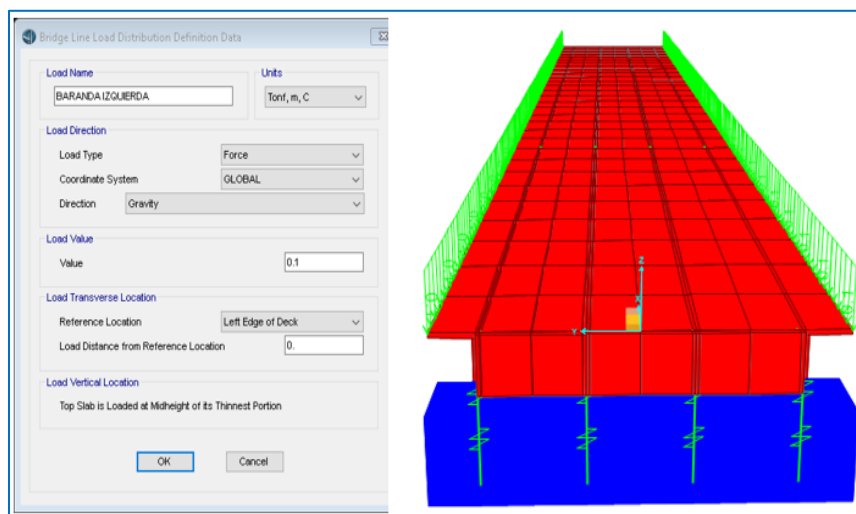 Bridge Line Load Distribution Definition Data
Load Name
Units
BARANDA IZQUIERDA
Tonf, m, C
Load Direction
Load Type
Force
Coordinate System
GLOBAL
Direction
Gravity
Load Value
Value
0.1
Load Transverse Location
Reference Location
Left Edge of Deck
Load Distance from Reference Location
0.
Load Vertical Location
Top Slab is Loaded at Midheight of its Thinnest Portion
OK
Cancel
Z
X
Y